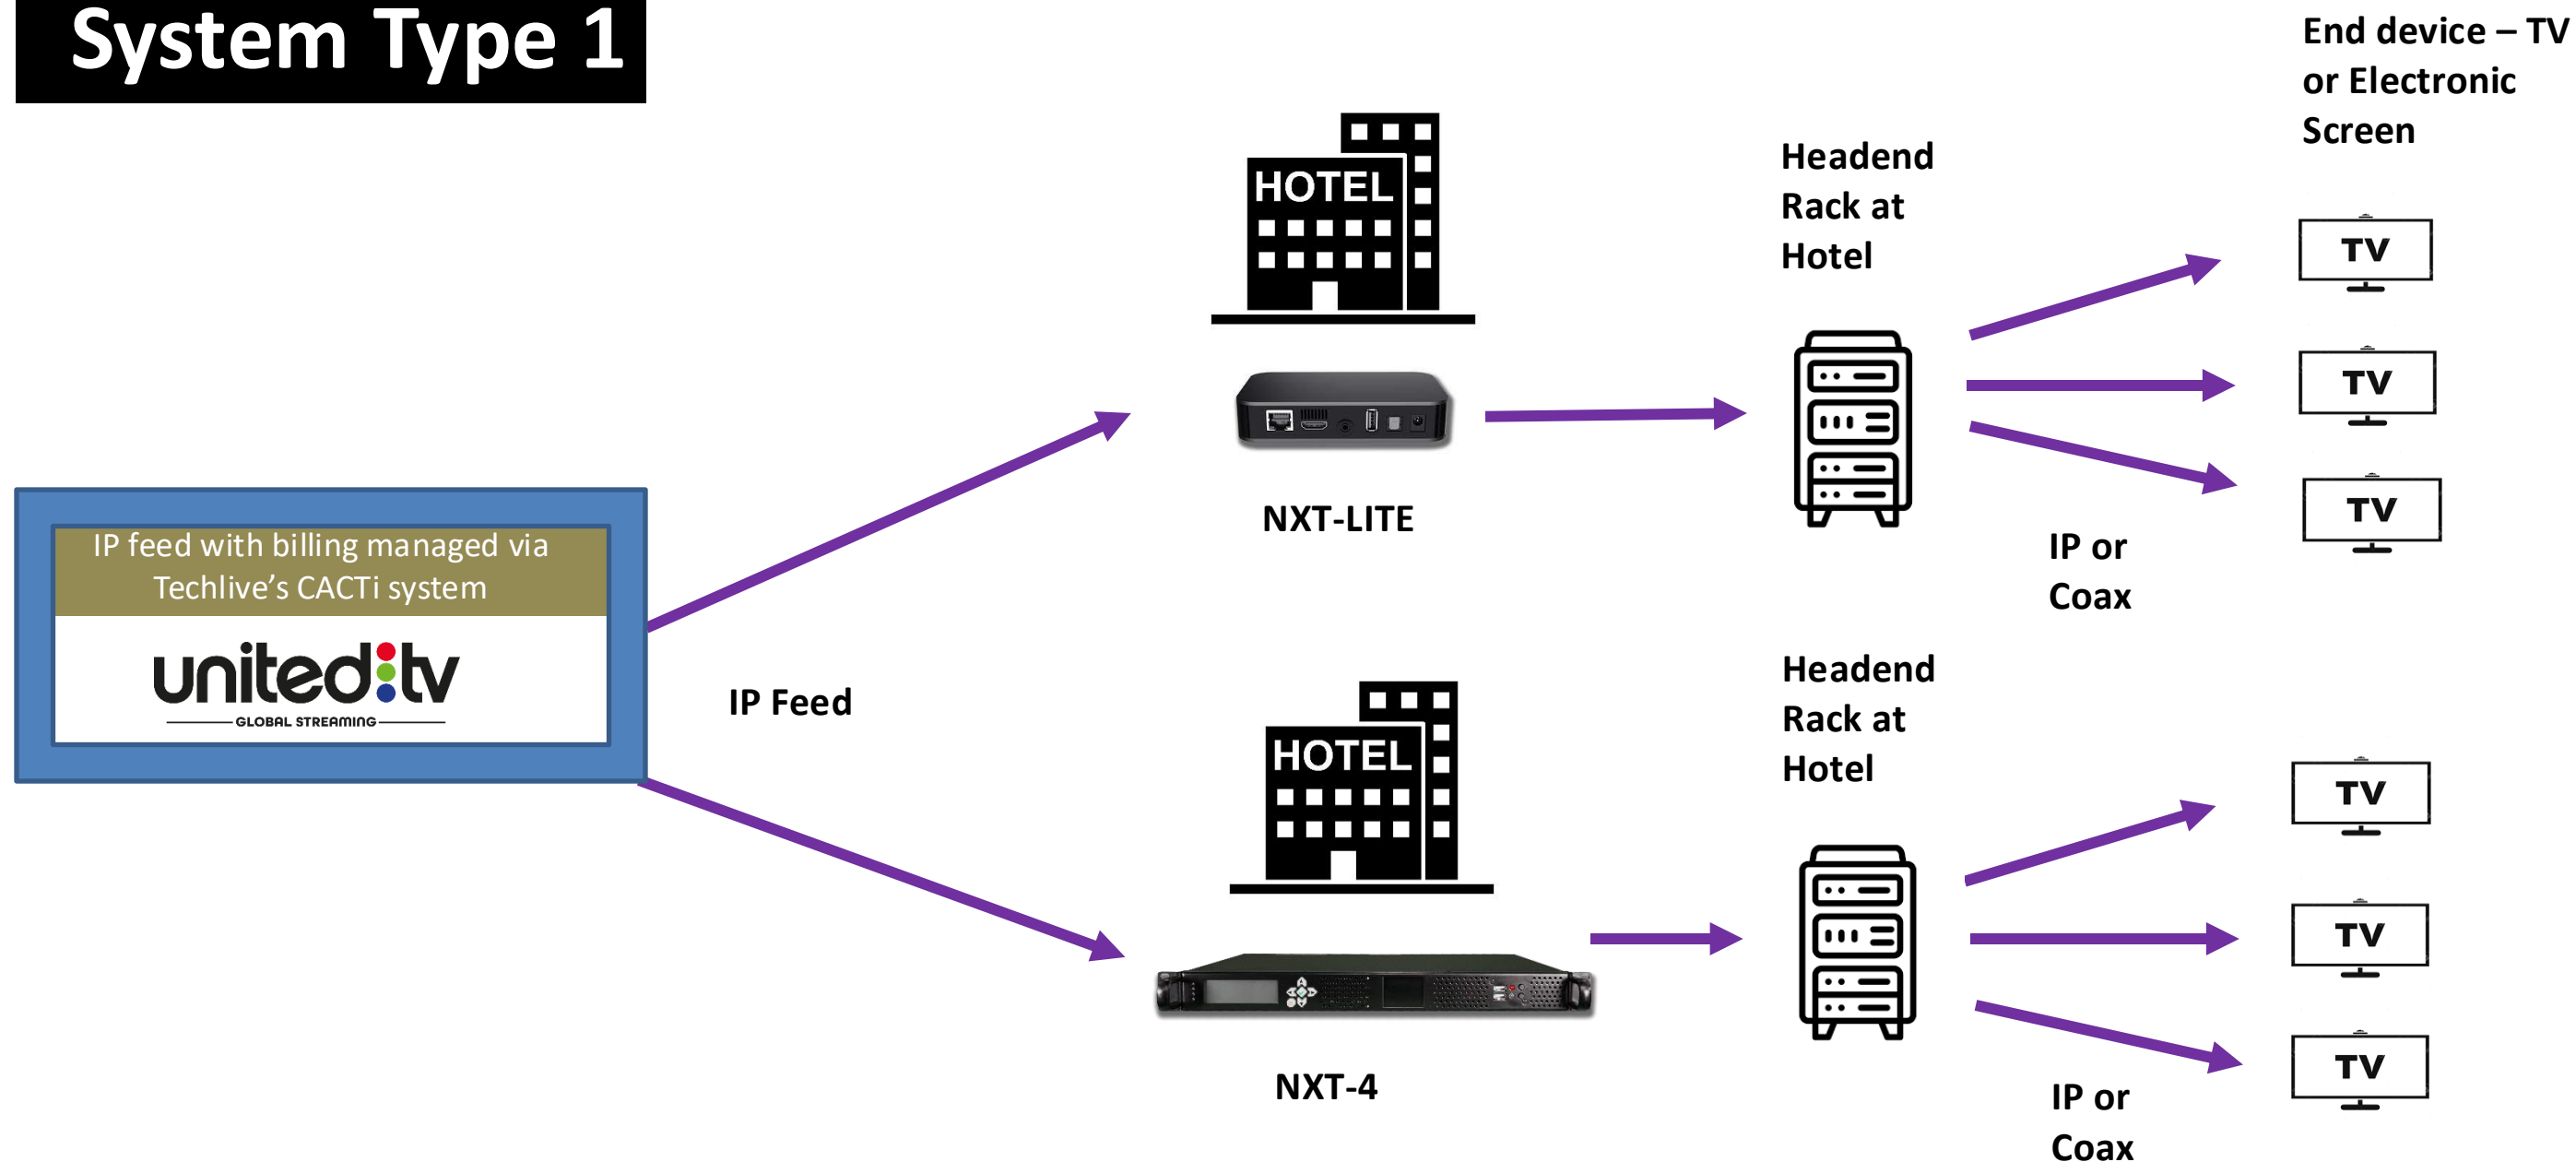 System Type 1
End device – TV
or Electronic
Screen
HOTEL
Headend
Rack at
Hotel
TV
TV
TV
NXT-LITE
IP or
Coax
IP feed with billing managed via
Techlive’s CACTi system
united:tv
GLOBAL STREAMING
IP Feed
HOTEL
Headend
Rack at
Hotel
TV
TV
TV
NXT-4
IP or
Coax